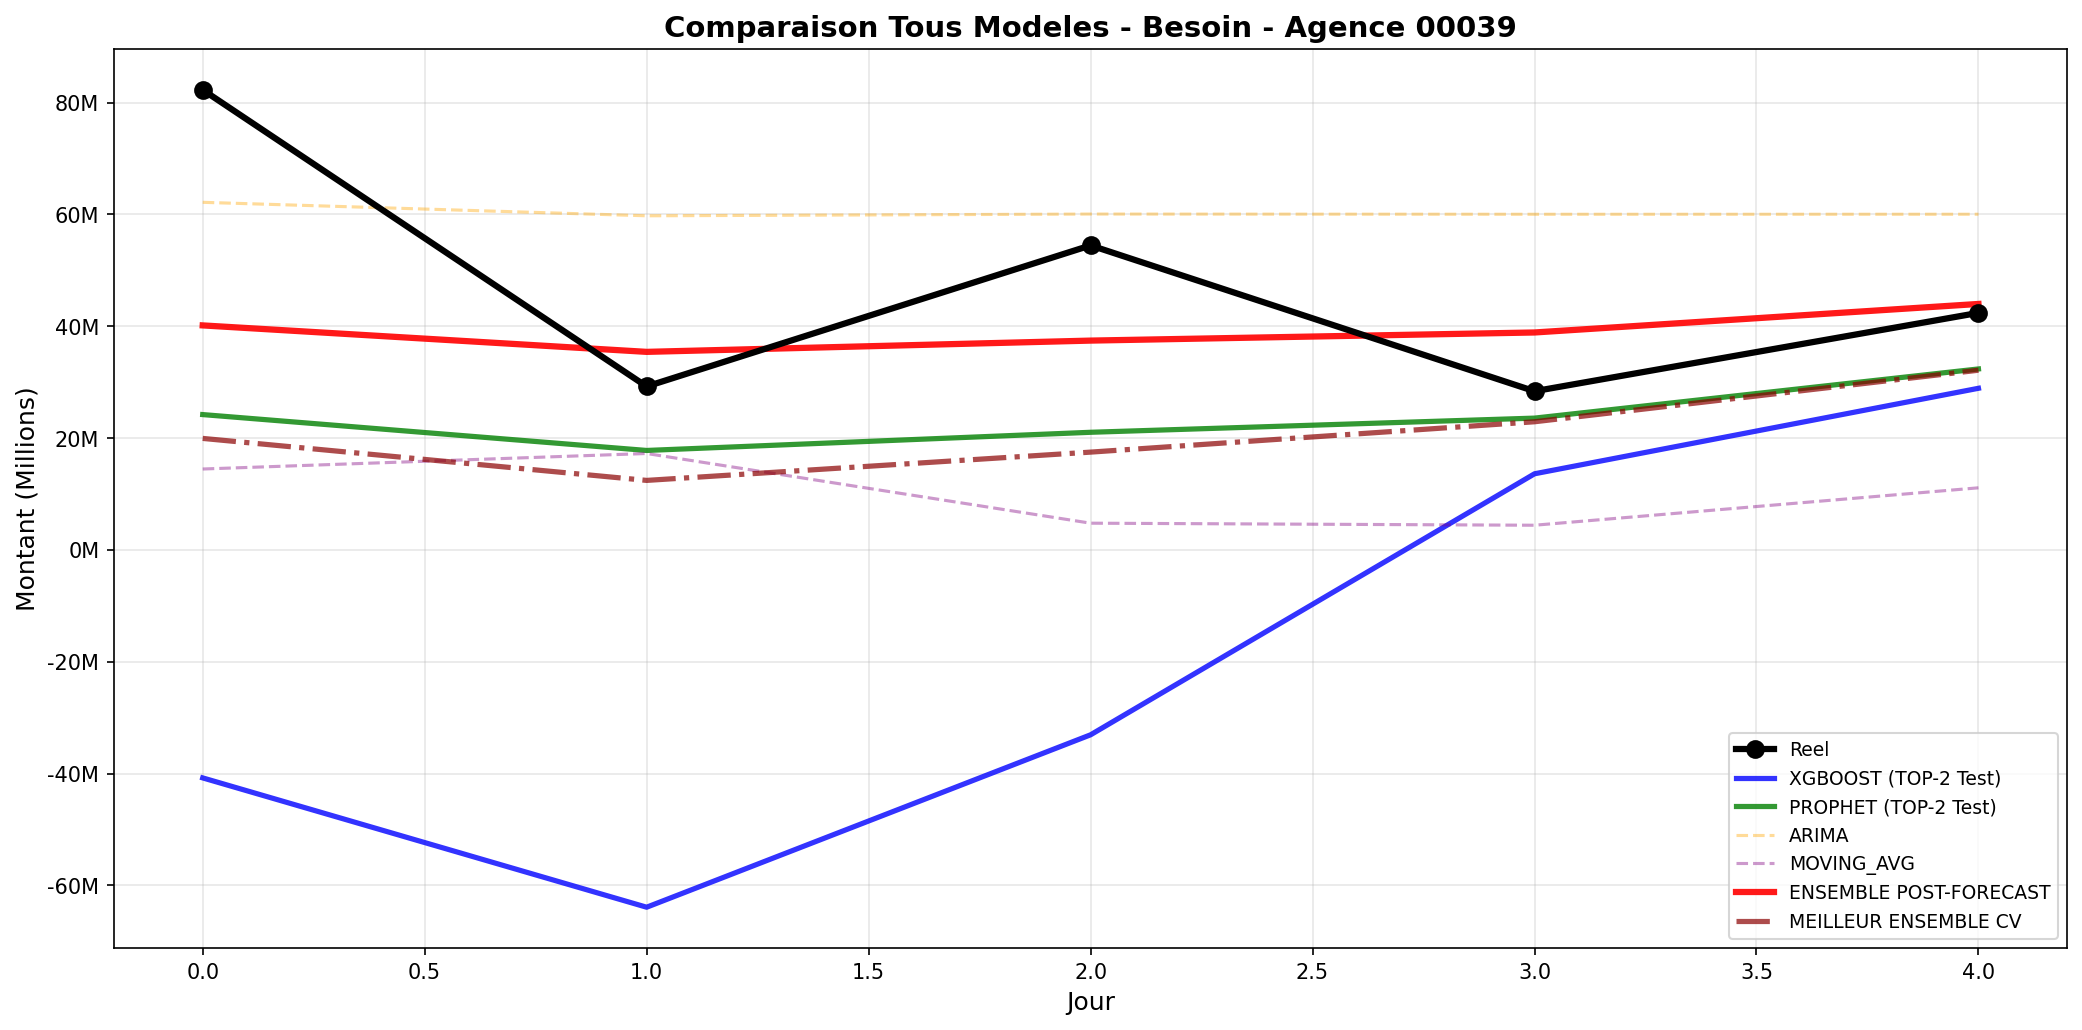 Comparaison Tous Modeles - Besoin - Agence 00039
Montant (Millions)
80M
60M
40M
20M
0M
-20M
-40M
-60M
0.0 0.5 1.0 1.5 2.0 2.5 3.0 3.5 4.0
Jour
Reel
XGBOOST (TOP-2 Test)
PROPHET (TOP-2 Test)
ARIMA
MOVING_AVG
ENSEMBLE POST-FORECAST
MEILLEUR ENSEMBLE CV